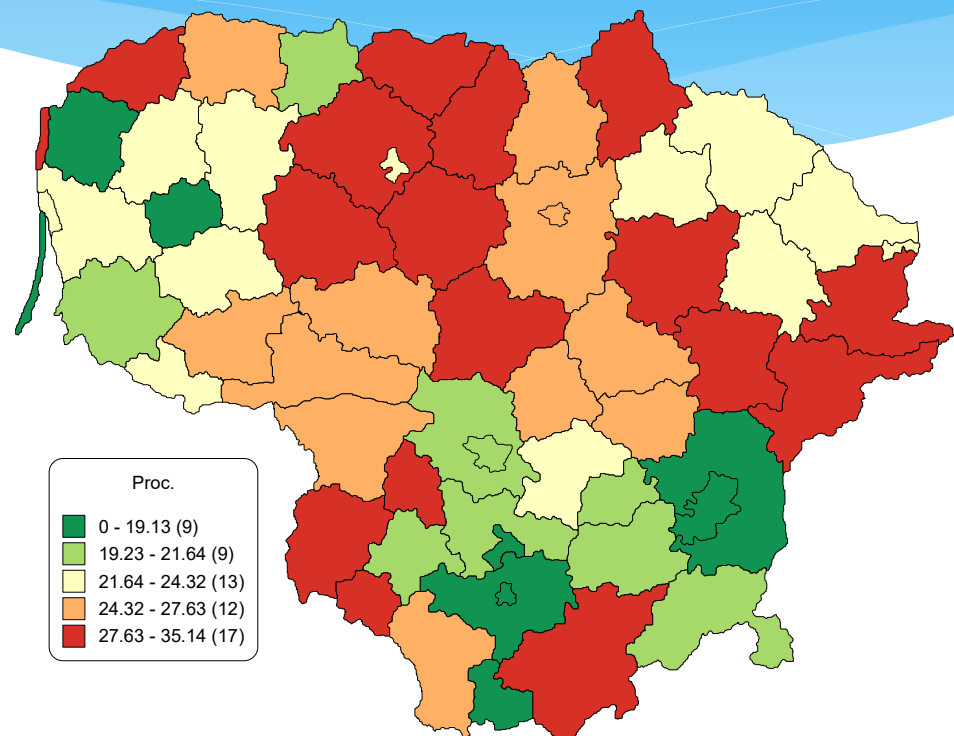 Proc.
0 - 19.13 (9)
19.23 - 21.64 (9)
21.64 - 24.32 (13)
24.32 - 27.63 (12)
27.63 - 35.14 (17)